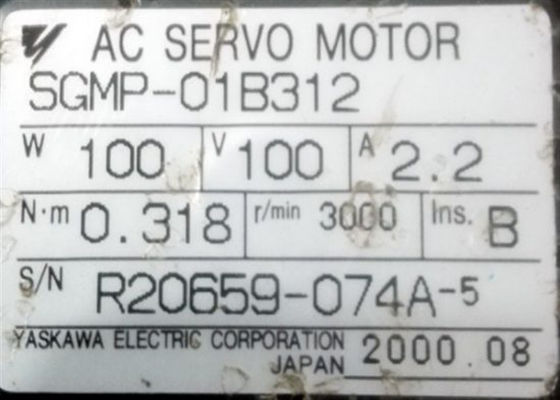 AC SERVO MOTOR
SGMP-01B312
W 100 V 100 A 2.2
N·m 0.318 r/min 3000 Ins. B
S/N R20659-074A-5
YASKAWA ELECTRIC CORPORATION
JAPAN 2000.08